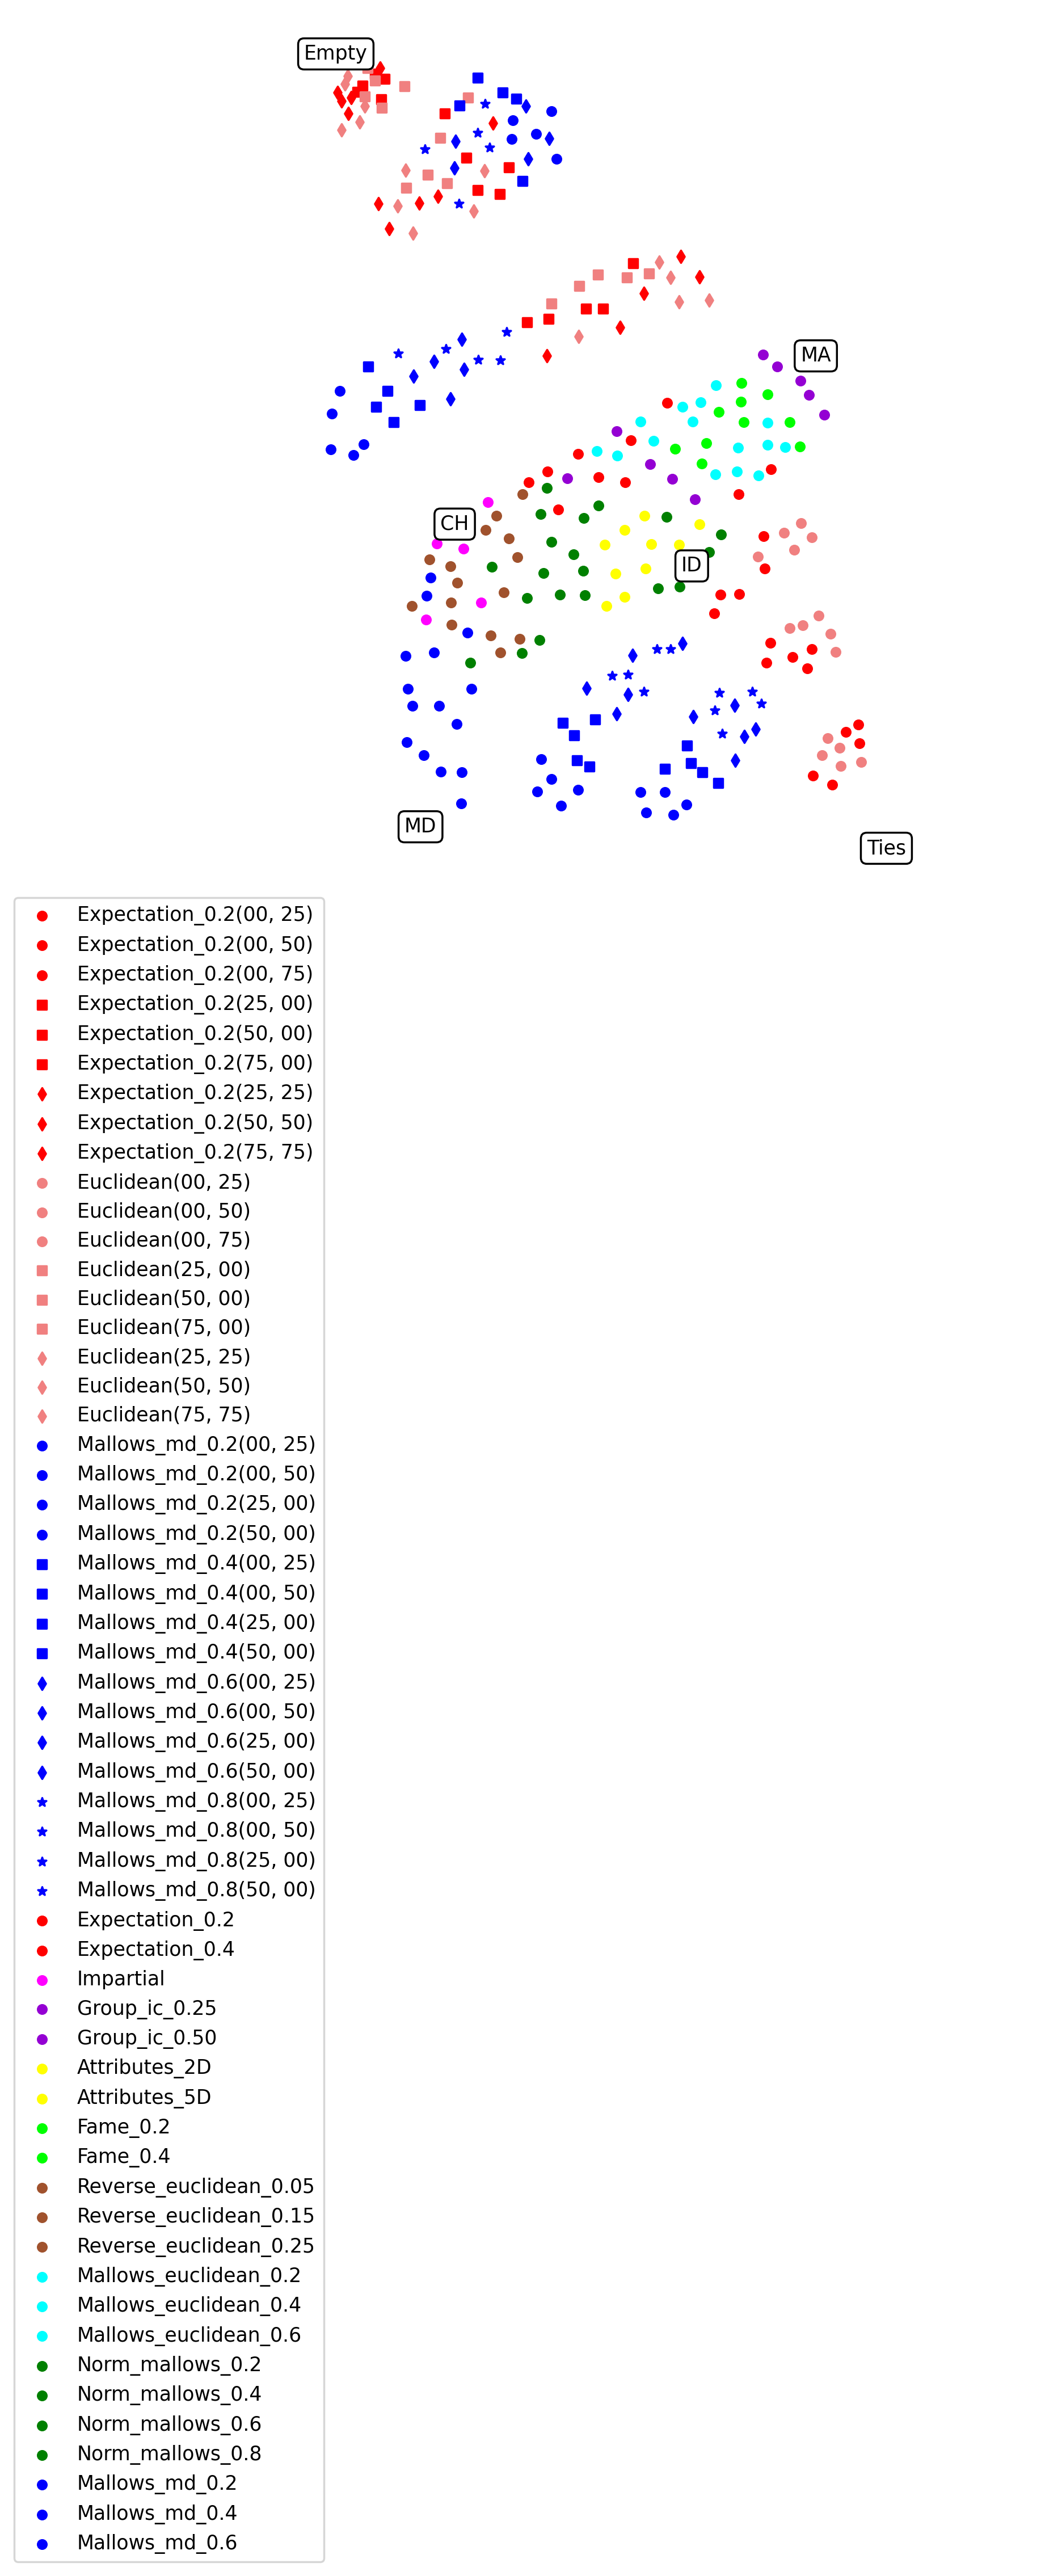 Empty
MA
CH
ID
MD
Ties
Expectation_0.2(00, 25)
Expectation_0.2(00, 50)
Expectation_0.2(00, 75)
Expectation_0.2(25, 00)
Expectation_0.2(50, 00)
Expectation_0.2(75, 00)
Expectation_0.2(25, 25)
Expectation_0.2(50, 50)
Expectation_0.2(75, 75)
Euclidean(00, 25)
Euclidean(00, 50)
Euclidean(00, 75)
Euclidean(25, 00)
Euclidean(50, 00)
Euclidean(75, 00)
Euclidean(25, 25)
Euclidean(50, 50)
Euclidean(75, 75)
Mallows_md_0.2(00, 25)
Mallows_md_0.2(00, 50)
Mallows_md_0.2(25, 00)
Mallows_md_0.2(50, 00)
Mallows_md_0.4(00, 25)
Mallows_md_0.4(00, 50)
Mallows_md_0.4(25, 00)
Mallows_md_0.4(50, 00)
Mallows_md_0.6(00, 25)
Mallows_md_0.6(00, 50)
Mallows_md_0.6(25, 00)
Mallows_md_0.6(50, 00)
Mallows_md_0.8(00, 25)
Mallows_md_0.8(00, 50)
Mallows_md_0.8(25, 00)
Mallows_md_0.8(50, 00)
Expectation_0.2
Expectation_0.4
Impartial
Group_ic_0.25
Group_ic_0.50
Attributes_2D
Attributes_5D
Fame_0.2
Fame_0.4
Reverse_euclidean_0.05
Reverse_euclidean_0.15
Reverse_euclidean_0.25
Mallows_euclidean_0.2
Mallows_euclidean_0.4
Mallows_euclidean_0.6
Norm_mallows_0.2
Norm_mallows_0.4
Norm_mallows_0.6
Norm_mallows_0.8
Mallows_md_0.2
Mallows_md_0.4
Mallows_md_0.6